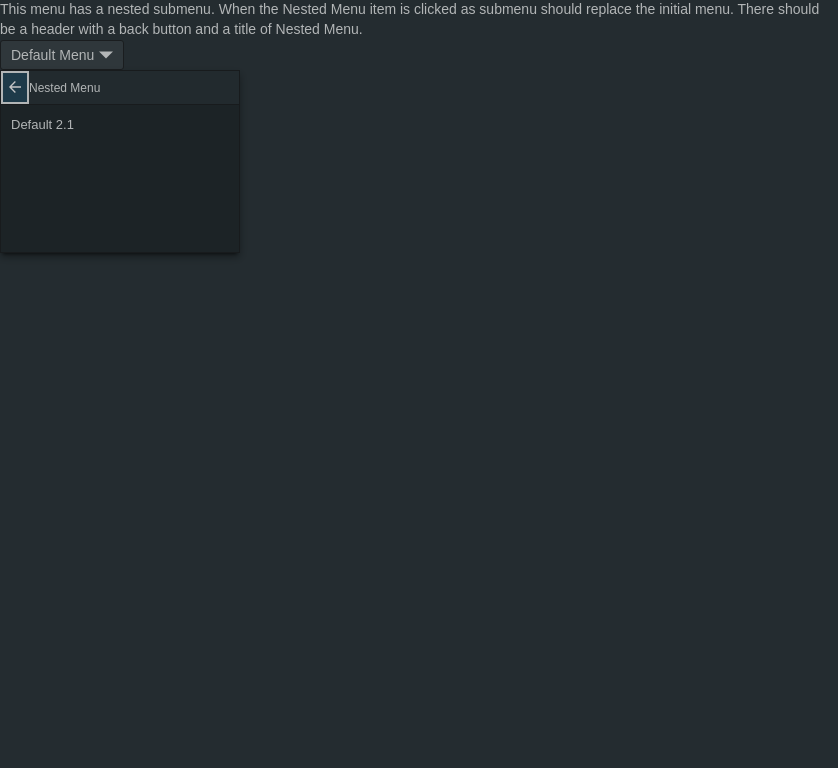 This menu has a nested submenu. When the Nested Menu item is clicked as submenu should replace the initial menu. There should
be a header with a back button and a title of Nested Menu.
Default Menu
Nested Menu
Default 2.1